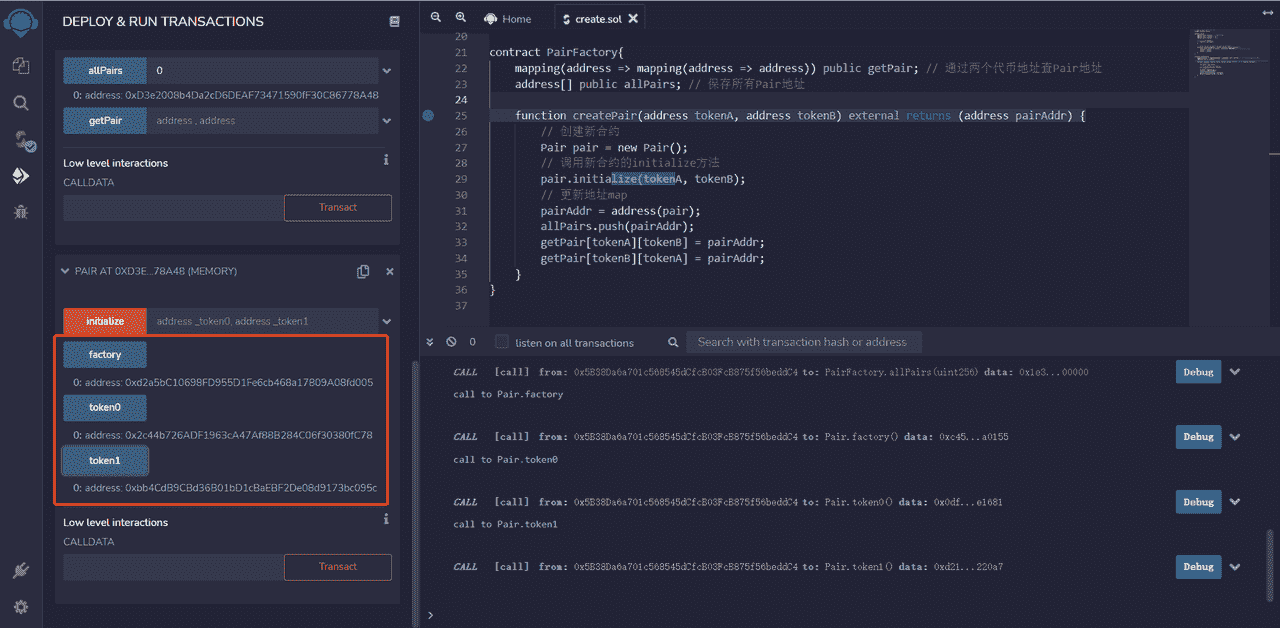 DEPLOY & RUN TRANSACTIONS
allPairs 0
0: address: 0xD3e2008b4Da2cD6DEAF73471590fF30C86778A48
getPair address , address
Low level interactions
CALLDATA
Transact
PAIR AT 0XD3E...78A48 (MEMORY)
initialize address _token0, address _token1
factory
0: address: 0xd2a5bC10698FD955D1Fe6cb468a17809A08fd005
token0
0: address: 0x2c44b726ADF1963cA47Af88B284C06f30380fC78
token1
0: address: 0xbb4CdB9CBd36B01bD1cBaEBF2De08d9173bc095c
Low level interactions
CALLDATA
Transact
Home create.sol
20
21 contract PairFactory{
22 mapping(address => mapping(address => address)) public getPair; // 通过两个代币地址查Pair地址
23 address[] public allPairs; // 保存所有Pair地址
24
25 function createPair(address tokenA, address tokenB) external returns (address pairAddr) {
26 // 创建新合约
27 Pair pair = new Pair();
28 // 调用新合约的initialize方法
29 pair.initialize(tokenA, tokenB);
30 // 更新地址map
31 pairAddr = address(pair);
32 allPairs.push(pairAddr);
33 getPair[tokenA][tokenB] = pairAddr;
34 getPair[tokenB][tokenA] = pairAddr;
35 }
36 }
37
0 listen on all transactions Search with transaction hash or address
CALL [call] from: 0x5B38Da6a701c568545dCfcB03FcB875f56beddC4 to: PairFactory.allPairs(uint256) data: 0x1e3...00000 Debug
call to Pair.factory
CALL [call] from: 0x5B38Da6a701c568545dCfcB03FcB875f56beddC4 to: Pair.factory() data: 0xc45...a0155 Debug
call to Pair.token0
CALL [call] from: 0x5B38Da6a701c568545dCfcB03FcB875f56beddC4 to: Pair.token0() data: 0x0df...e1681 Debug
call to Pair.token1
CALL [call] from: 0x5B38Da6a701c568545dCfcB03FcB875f56beddC4 to: Pair.token1() data: 0xd21...220a7 Debug
>